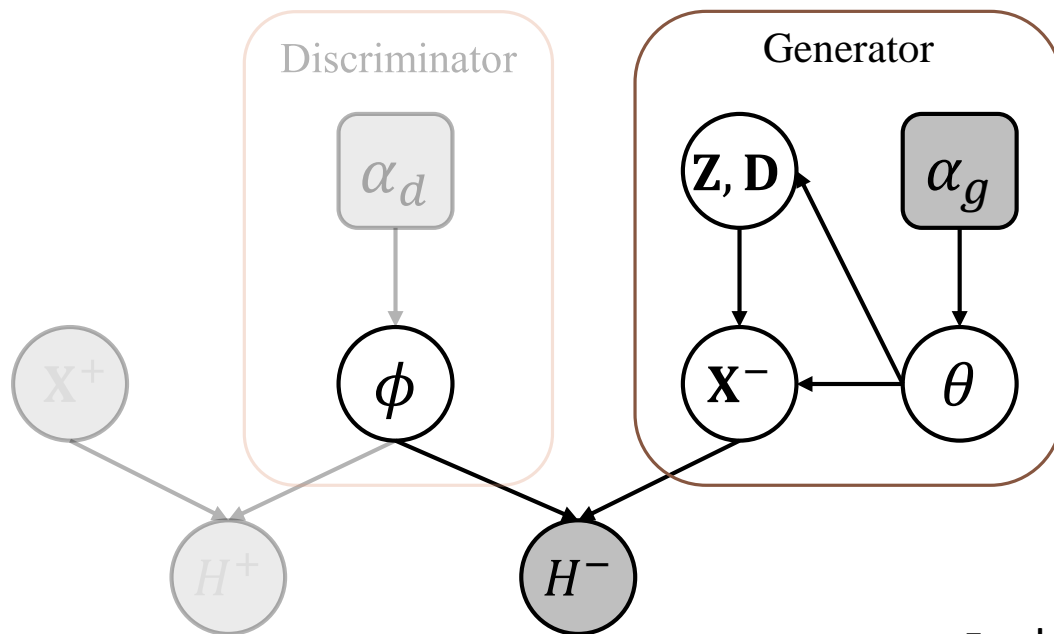 Discriminator
Generator
α_d
Z, D
α_g
X⁺
ϕ
X⁻
θ
H⁺
H⁻